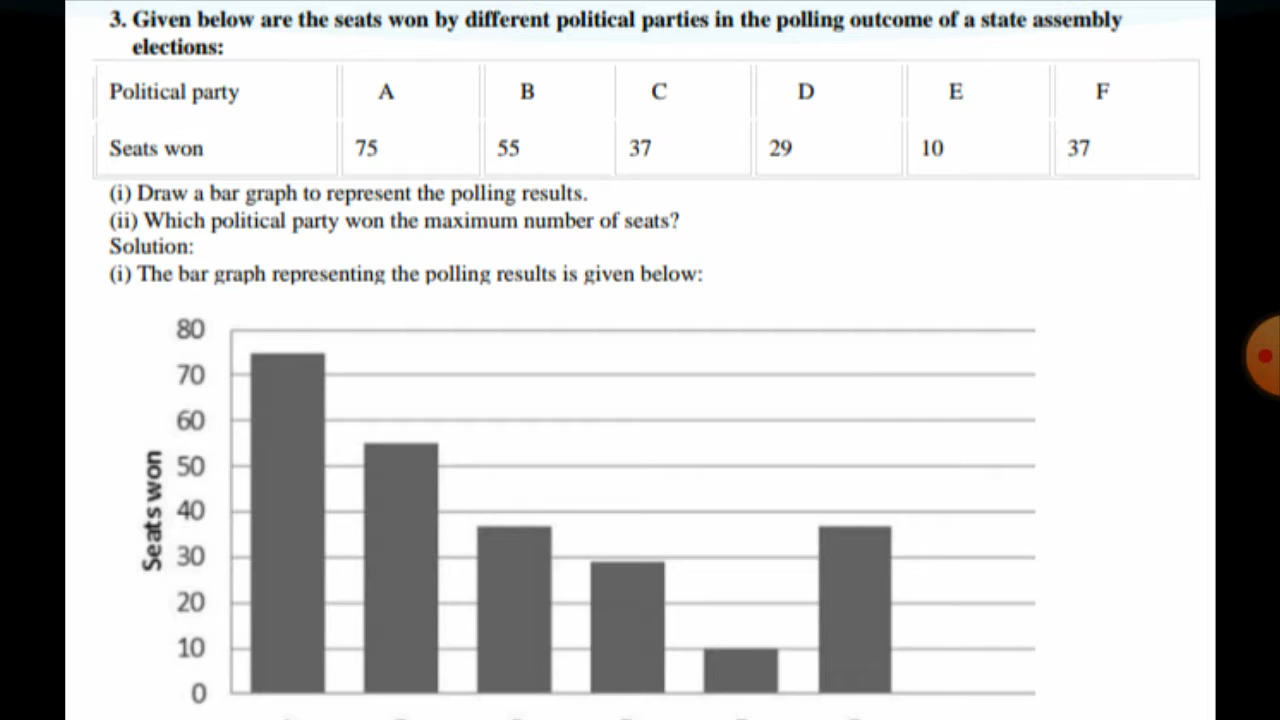 3. Given below are the seats won by different political parties in the polling outcome of a state assembly
elections:
Political party A B C D E F
Seats won 75 55 37 29 10 37
(i) Draw a bar graph to represent the polling results.
(ii) Which political party won the maximum number of seats?
Solution:
(i) The bar graph representing the polling results is given below:
80
70
60
50
40
30
20
10
0
Seats won